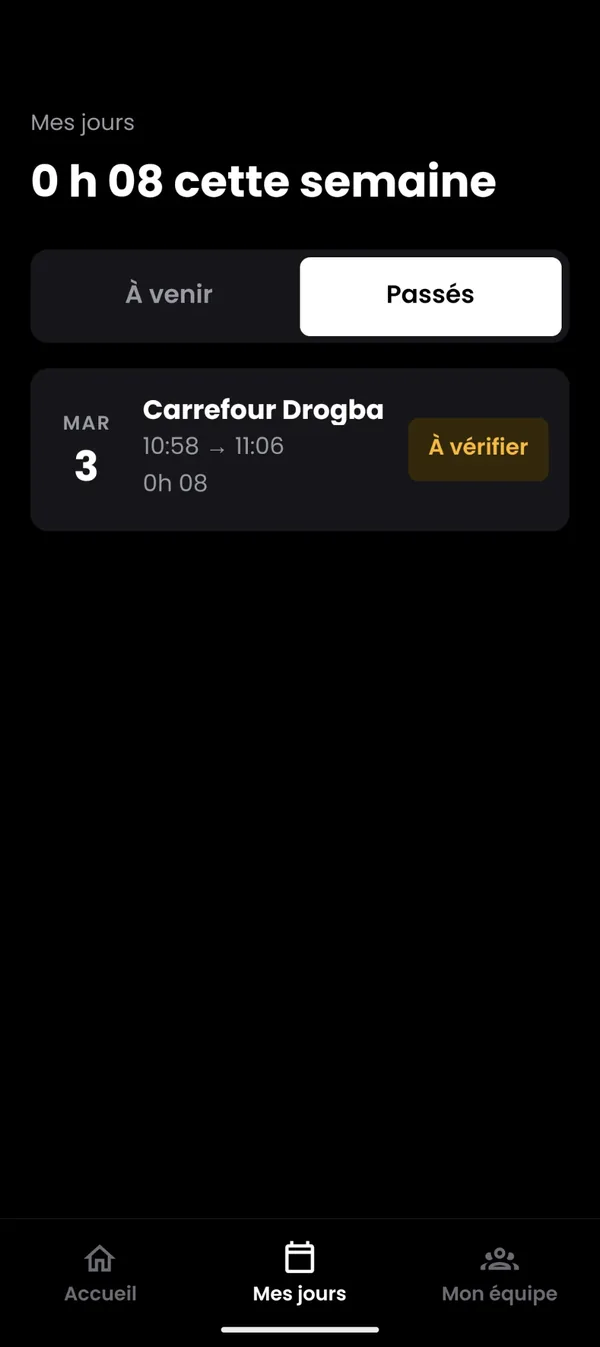 Mes jours
0 h 08 cette semaine
À venir
Passés
MAR
3
Carrefour Drogba
10:58 → 11:06
0h 08
À vérifier
Accueil
Mes jours
Mon équipe